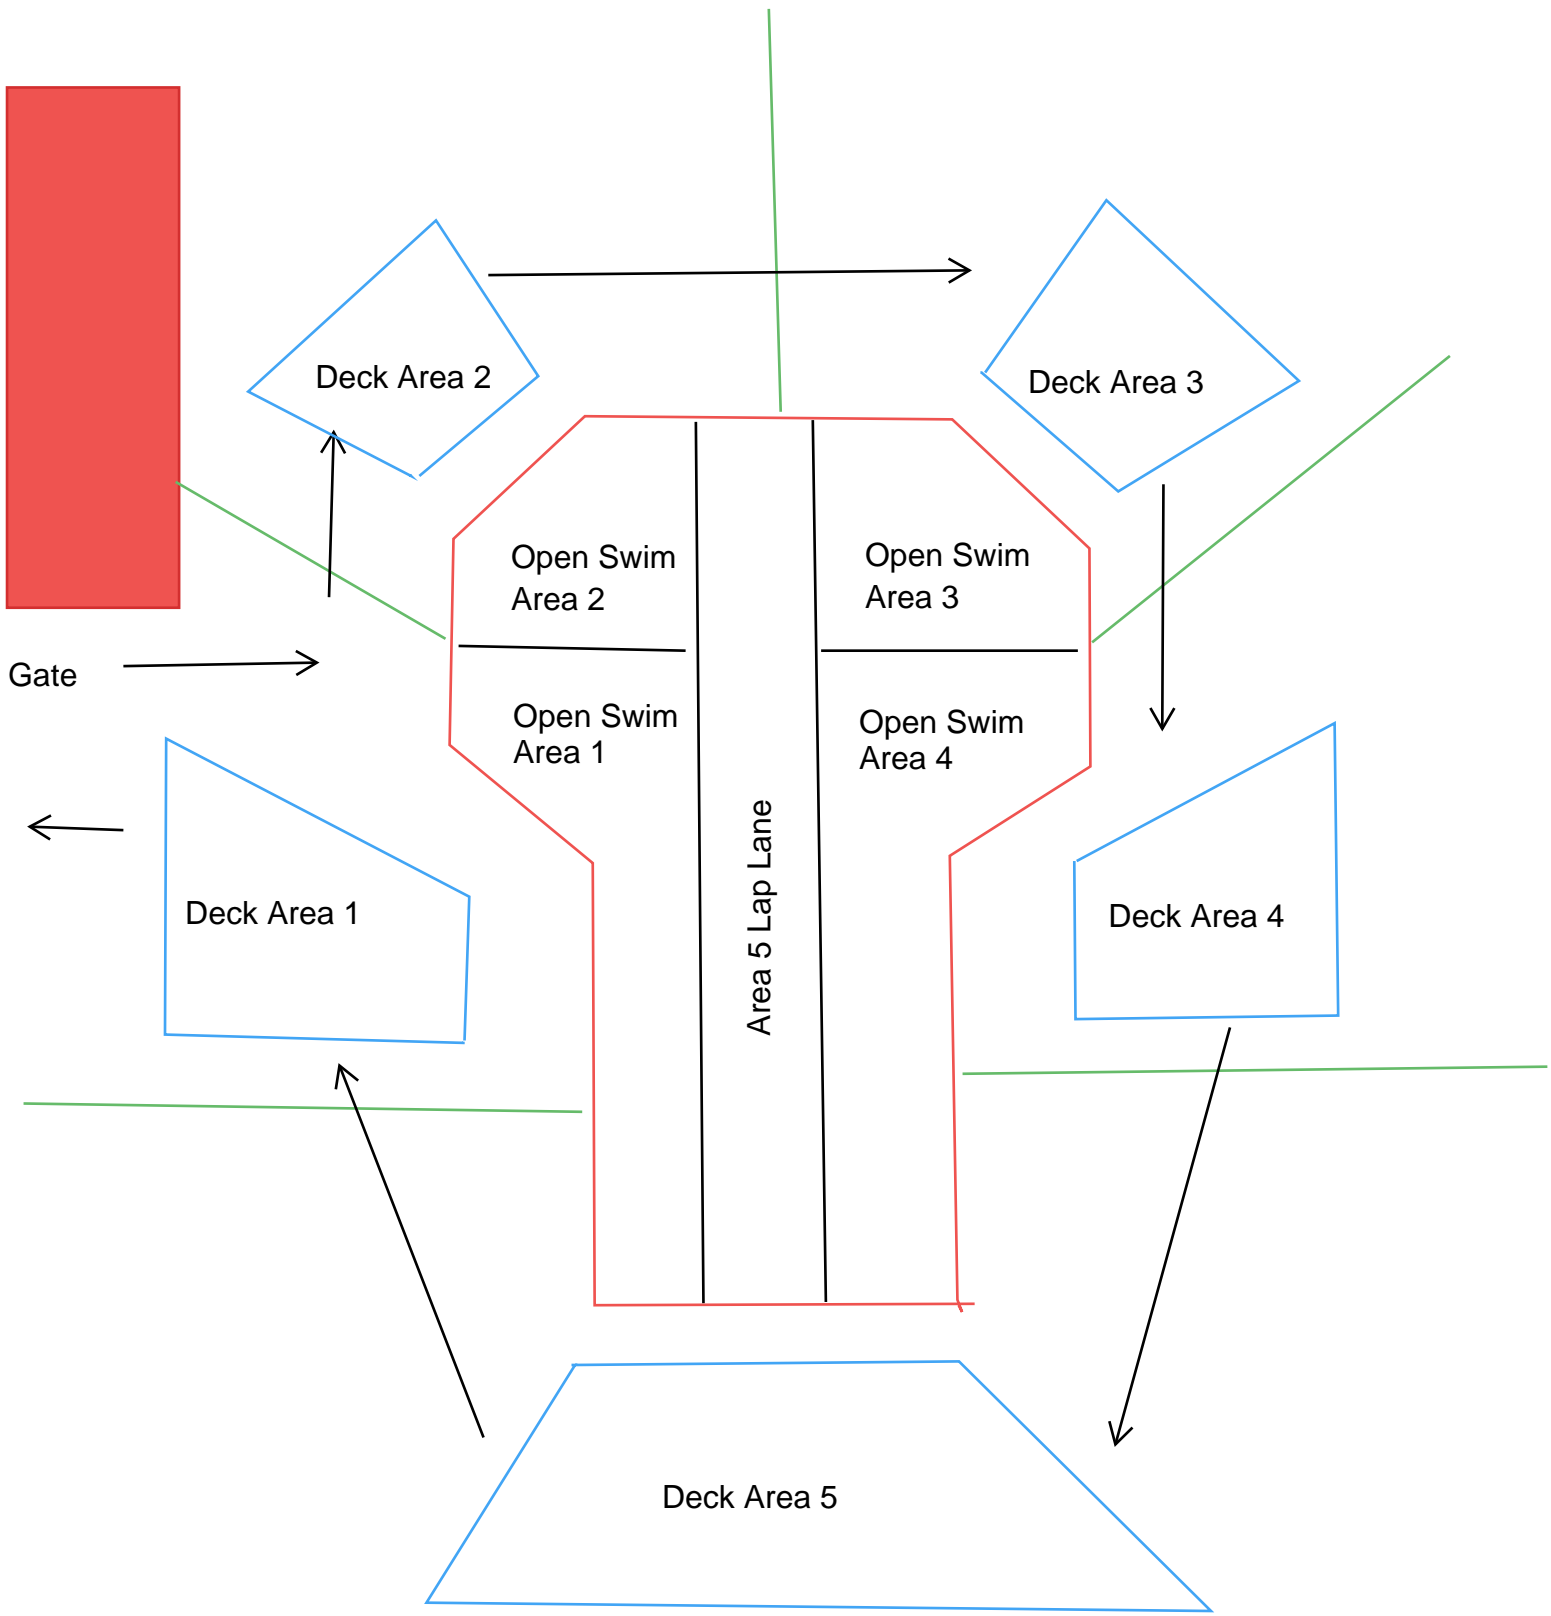 Deck Area 2
Deck Area 3
Open Swim
Area 2
Open Swim
Area 3
Gate
Open Swim
Area 1
Open Swim
Area 4
Area 5 Lap Lane
Deck Area 1
Deck Area 4
Deck Area 5